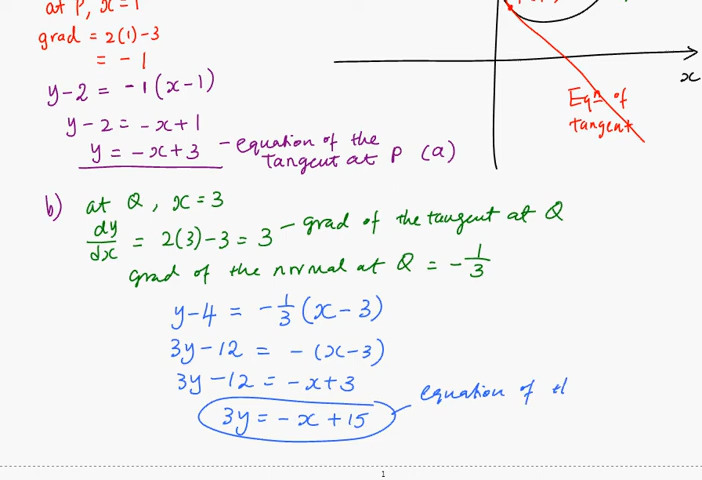 at P, x = 1
grad = 2(1)-3
= -1
y-2 = -1(x-1)
y-2 = -x+1
y = -x+3 - equation of the tangent at P (a)
x
Eqn of
tangent
b) at Q, x = 3
dy/dx = 2(3)-3 = 3 - grad of the tangent at Q
grad of the normal at Q = -1/3
y-4 = -1/3 (x-3)
3y-12 = -(x-3)
3y-12 = -x+3
3y = -x+15
equation of
1